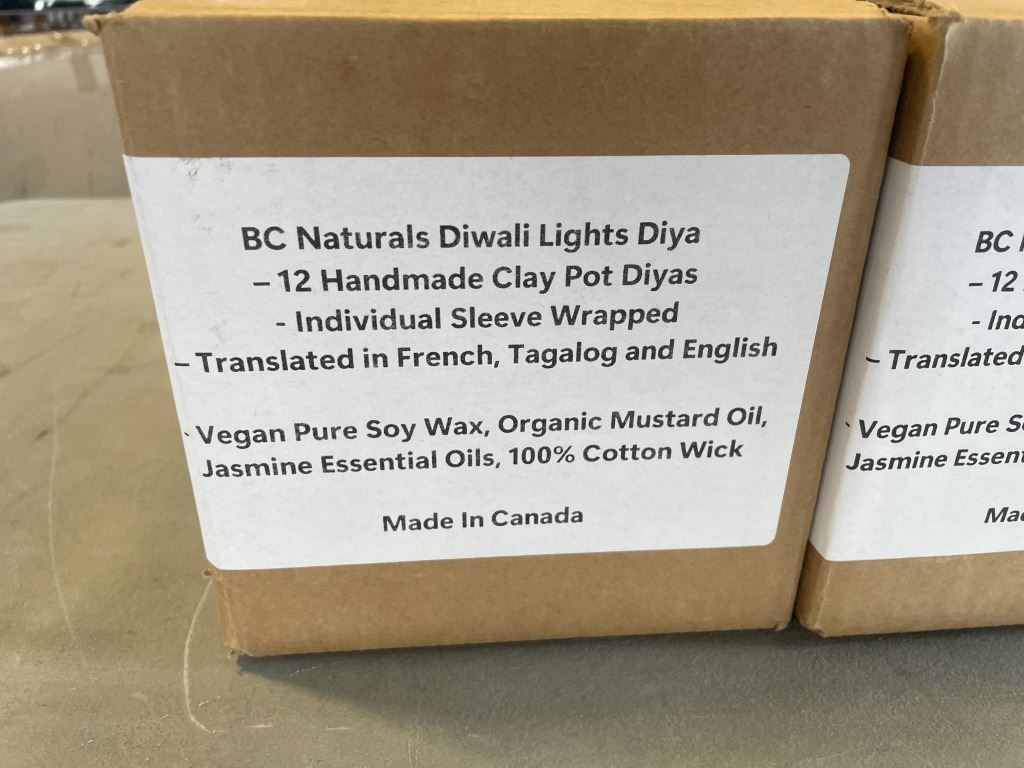 BC Naturals Diwali Lights Diya
– 12 Handmade Clay Pot Diyas
- Individual Sleeve Wrapped
– Translated in French, Tagalog and English
· Vegan Pure Soy Wax, Organic Mustard Oil,
Jasmine Essential Oils, 100% Cotton Wick
Made In Canada
BC
– 12
- Ind
– Translated
· Vegan Pure S
Jasmine Essen
Ma